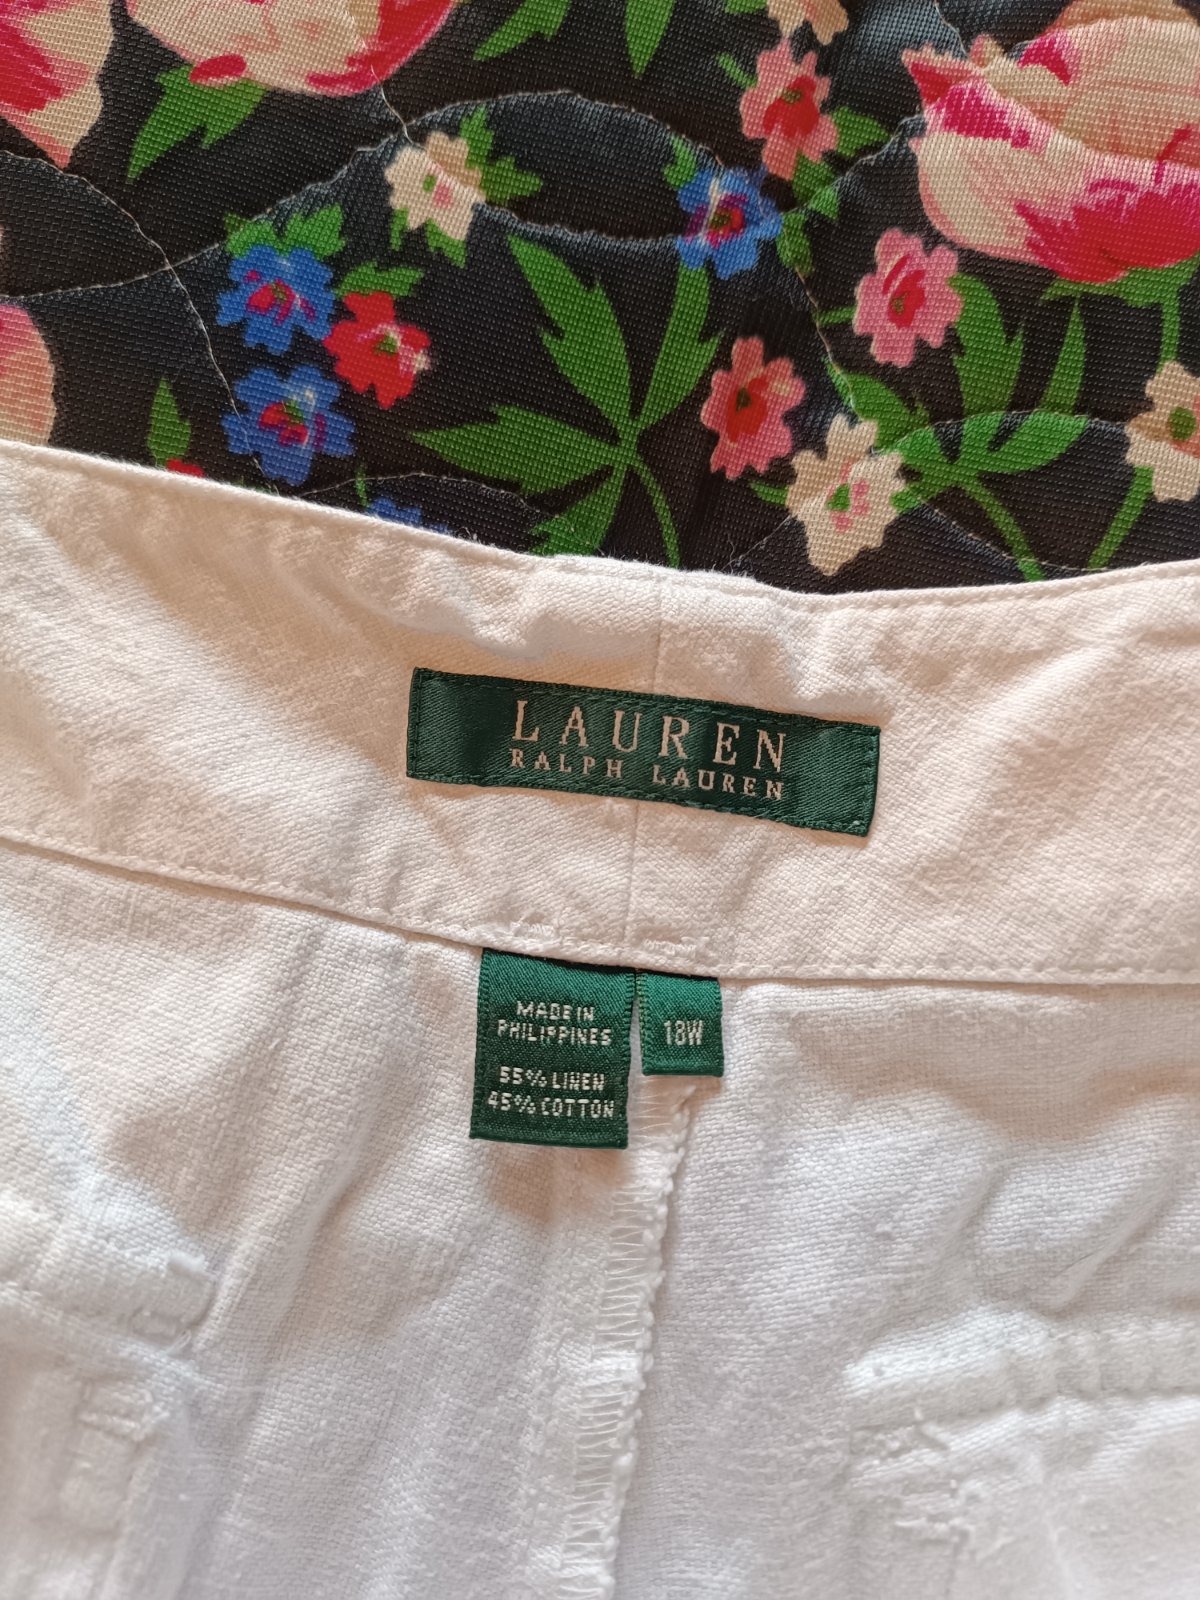 LAUREN
RALPH LAUREN
MADE IN
PHILIPPINES
55% LINEN
45% COTTON
18W